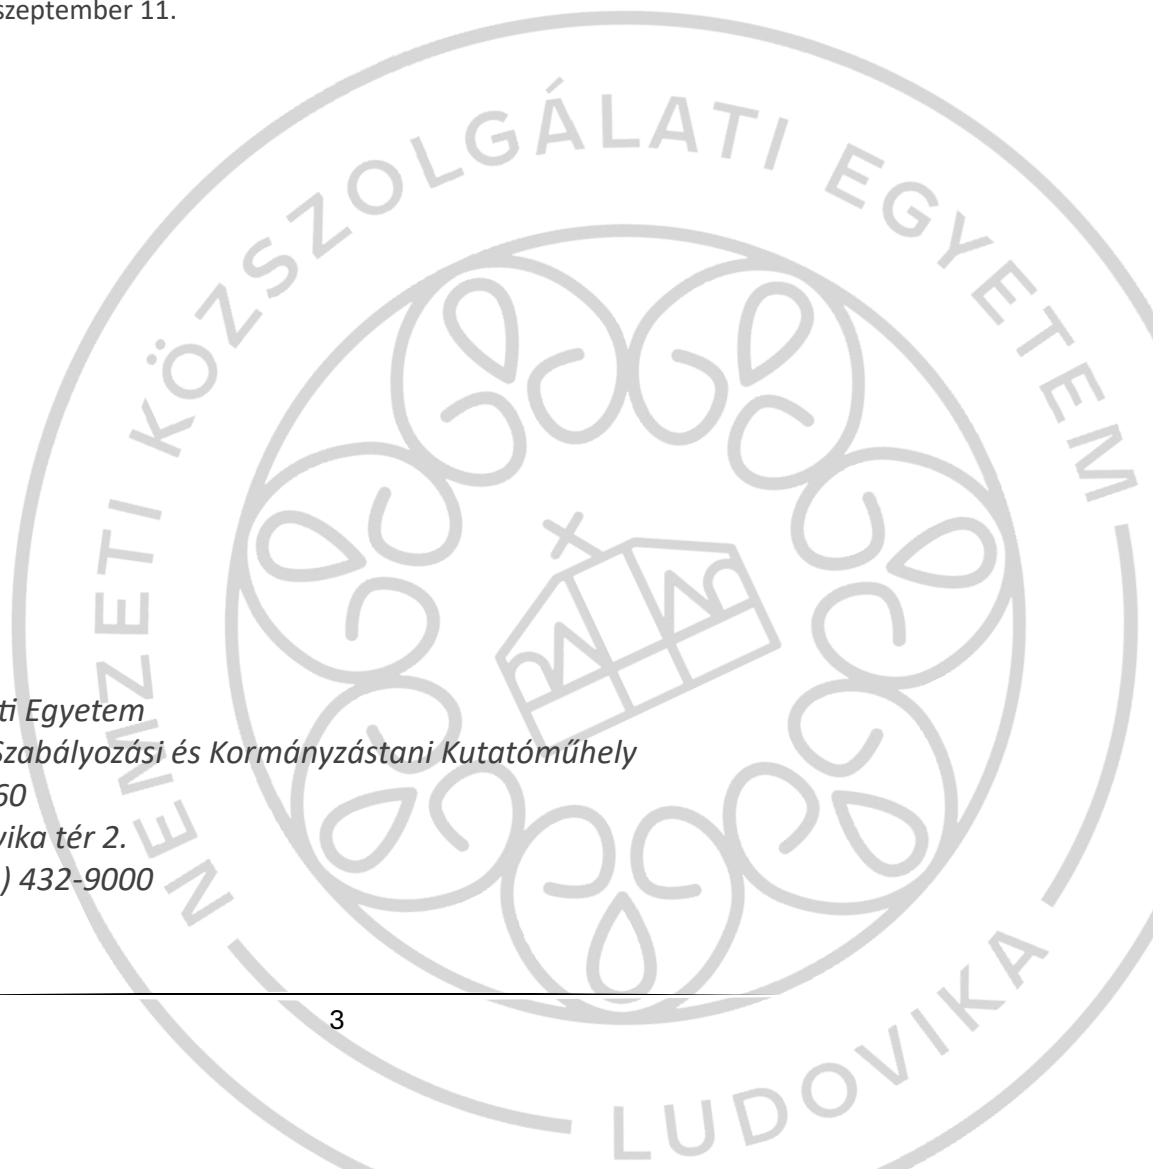 szeptember 11.
NEMZETI KÖZSZOLGÁLATI EGYETEM
LUDOVIKA
ti Egyetem
Szabályozási és Kormányzástani Kutatóműhely
60
vika tér 2.
) 432-9000
3